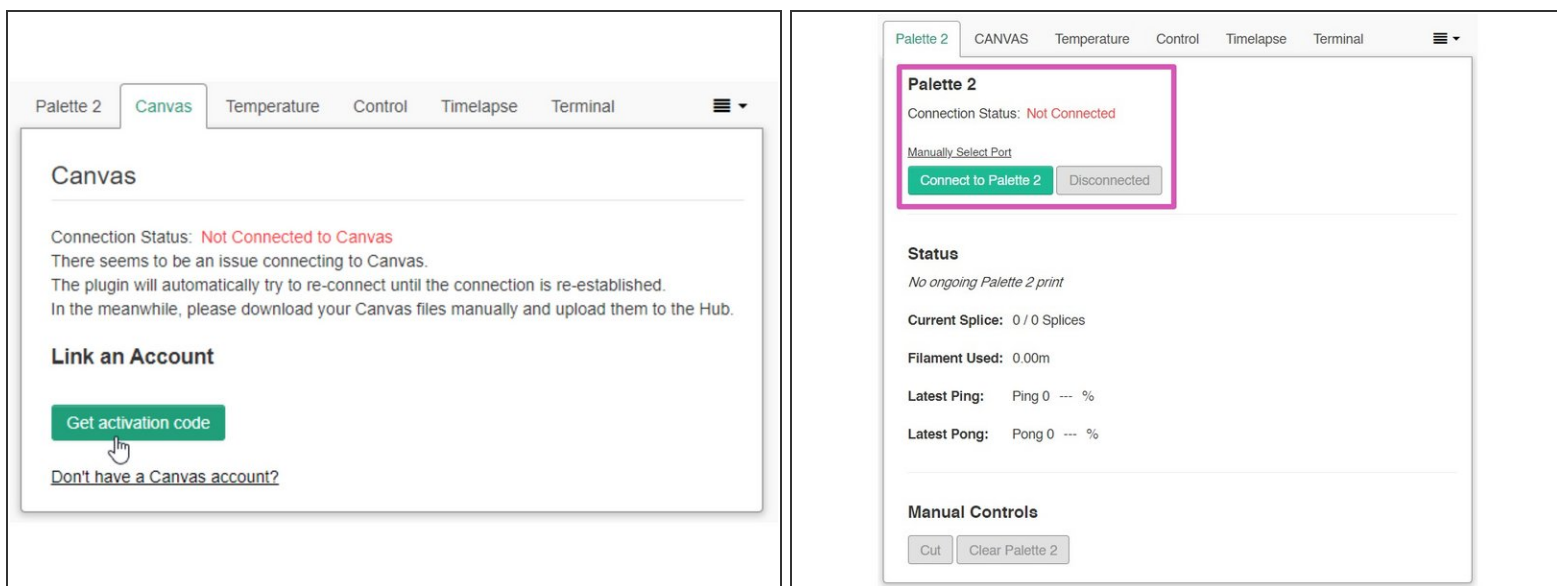 Palette 2 Canvas Temperature Control Timelapse Terminal
Canvas
Connection Status: Not Connected to Canvas
There seems to be an issue connecting to Canvas.
The plugin will automatically try to re-connect until the connection is re-established.
In the meanwhile, please download your Canvas files manually and upload them to the Hub.
Link an Account
Get activation code
Don't have a Canvas account?
Palette 2 CANVAS Temperature Control Timelapse Terminal
Palette 2
Connection Status: Not Connected
Manually Select Port
Connect to Palette 2 Disconnected
Status
No ongoing Palette 2 print
Current Splice: 0 / 0 Splices
Filament Used: 0.00m
Latest Ping: Ping 0 --- %
Latest Pong: Pong 0 --- %
Manual Controls
Cut Clear Palette 2